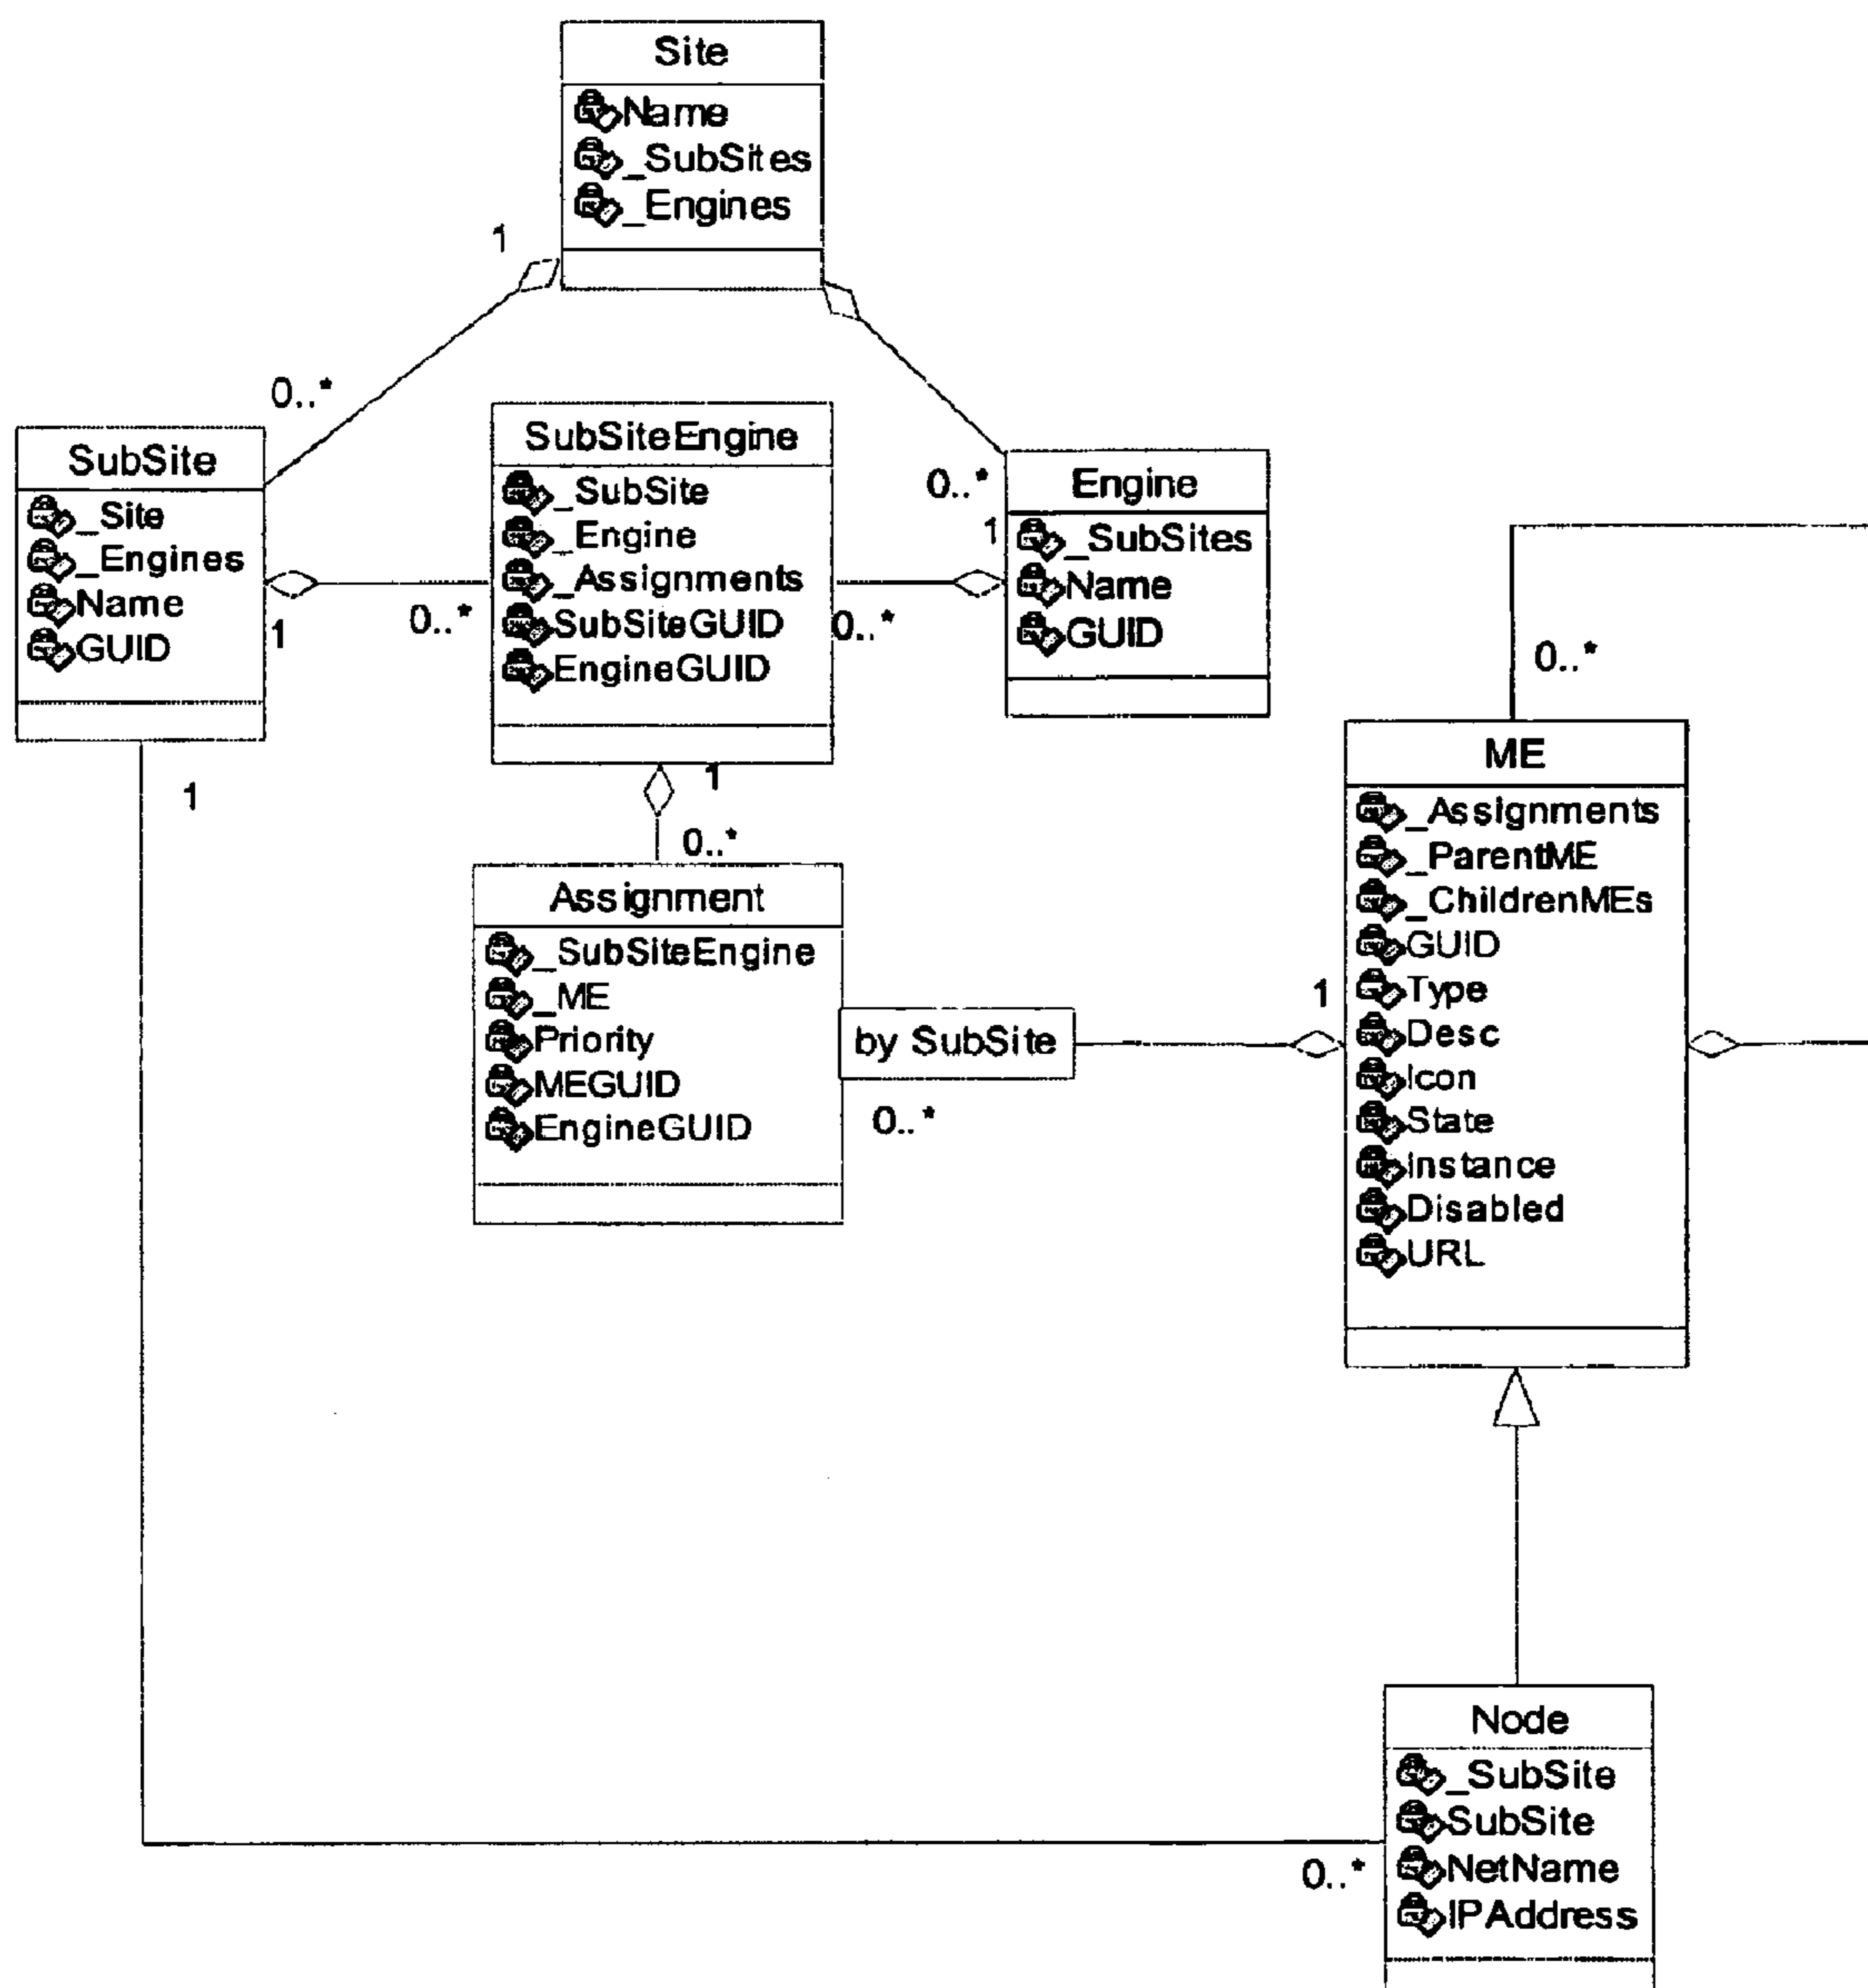 Site
Name
_SubSites
_Engines
1
0..*
SubSite
_Site
_Engines
Name
GUID
1
0..*
SubSiteEngine
_SubSite
_Engine
_Assignments
SubSiteGUID
EngineGUID
0..*
1
0..*
Engine
_SubSites
Name
GUID
1
1
0..*
Assignment
_SubSiteEngine
_ME
Priority
MEGUID
EngineGUID
by SubSite
0..*
1
0..*
ME
_Assignments
_ParentME
_ChildrenMEs
GUID
Type
Desc
Icon
State
Instance
Disabled
URL
Node
_SubSite
SubSite
NetName
IPAddress
0..*